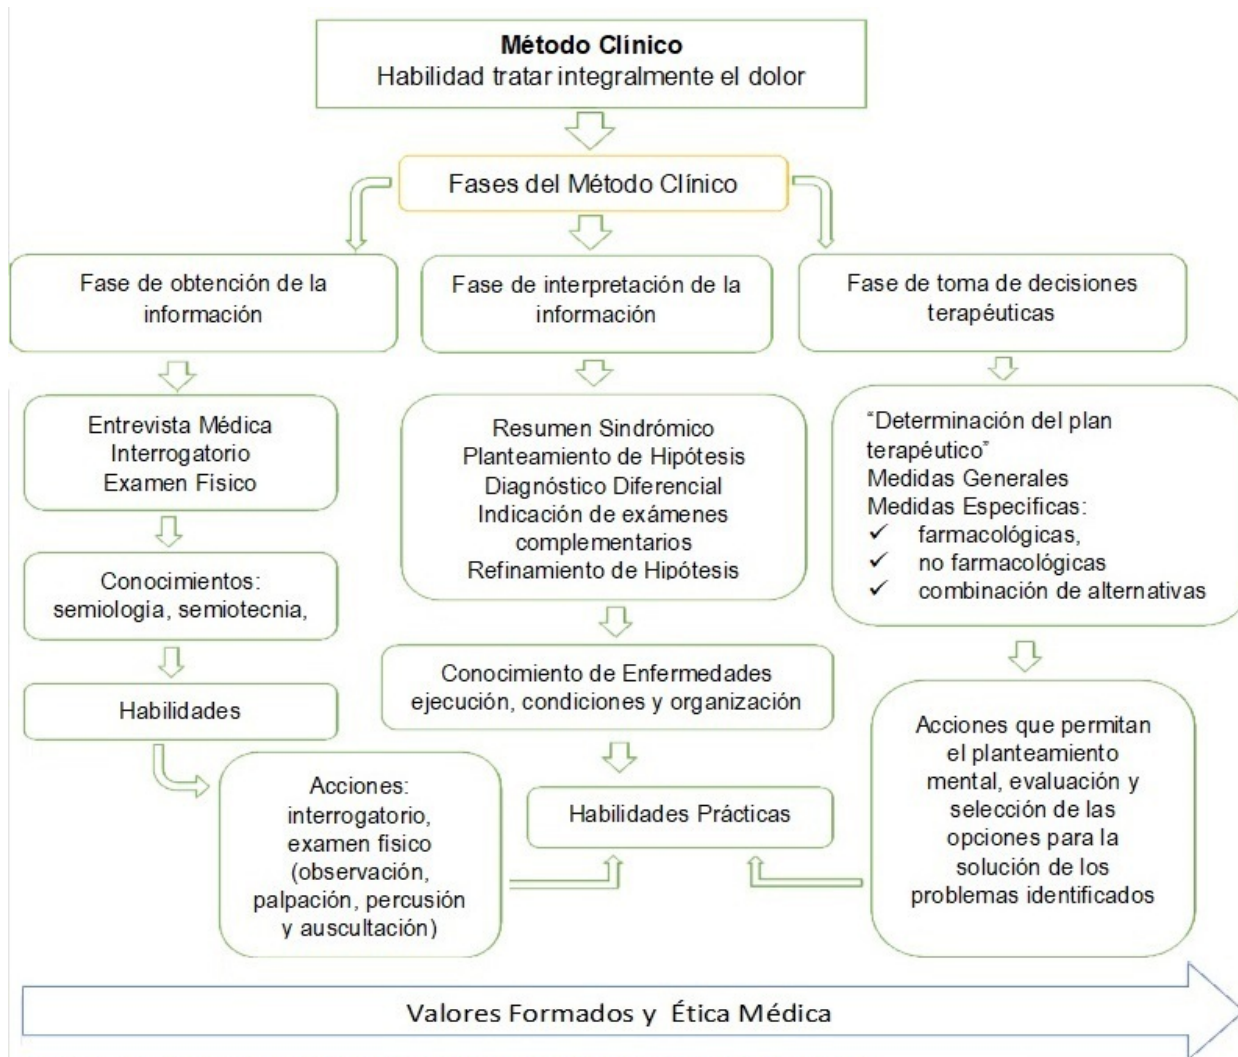 Método Clínico
Habilidad tratar integralmente el dolor
Fases del Método Clínico
Fase de obtención de la
información
Fase de interpretación de la
información
Fase de toma de decisiones
terapéuticas
Entrevista Médica
Interrogatorio
Examen Fisico
Resumen Sindrómico
Planteamiento de Hipótesis
Diagnóstico Diferencial
Indicación de exámenes
complementarios
Refinamiento de Hipótesis
“Determinación del plan
terapéutico”
Medidas Generales
Medidas Especificas:
✓ farmacológicas,
✓ no farmacológicas
✓ combinación de alternativas
Conocimientos:
semiología, semiotecnia,
Conocimiento de Enfermedades
ejecución, condiciones y organización
Habilidades
Acciones:
interrogatorio,
examen físico
(observación,
palpación, percusión
y auscultación)
Habilidades Prácticas
Acciones que permitan
el planteamiento
mental, evaluación y
selección de las
opciones para la
solución de los
problemas identificados
Valores Formados y Ética Médica